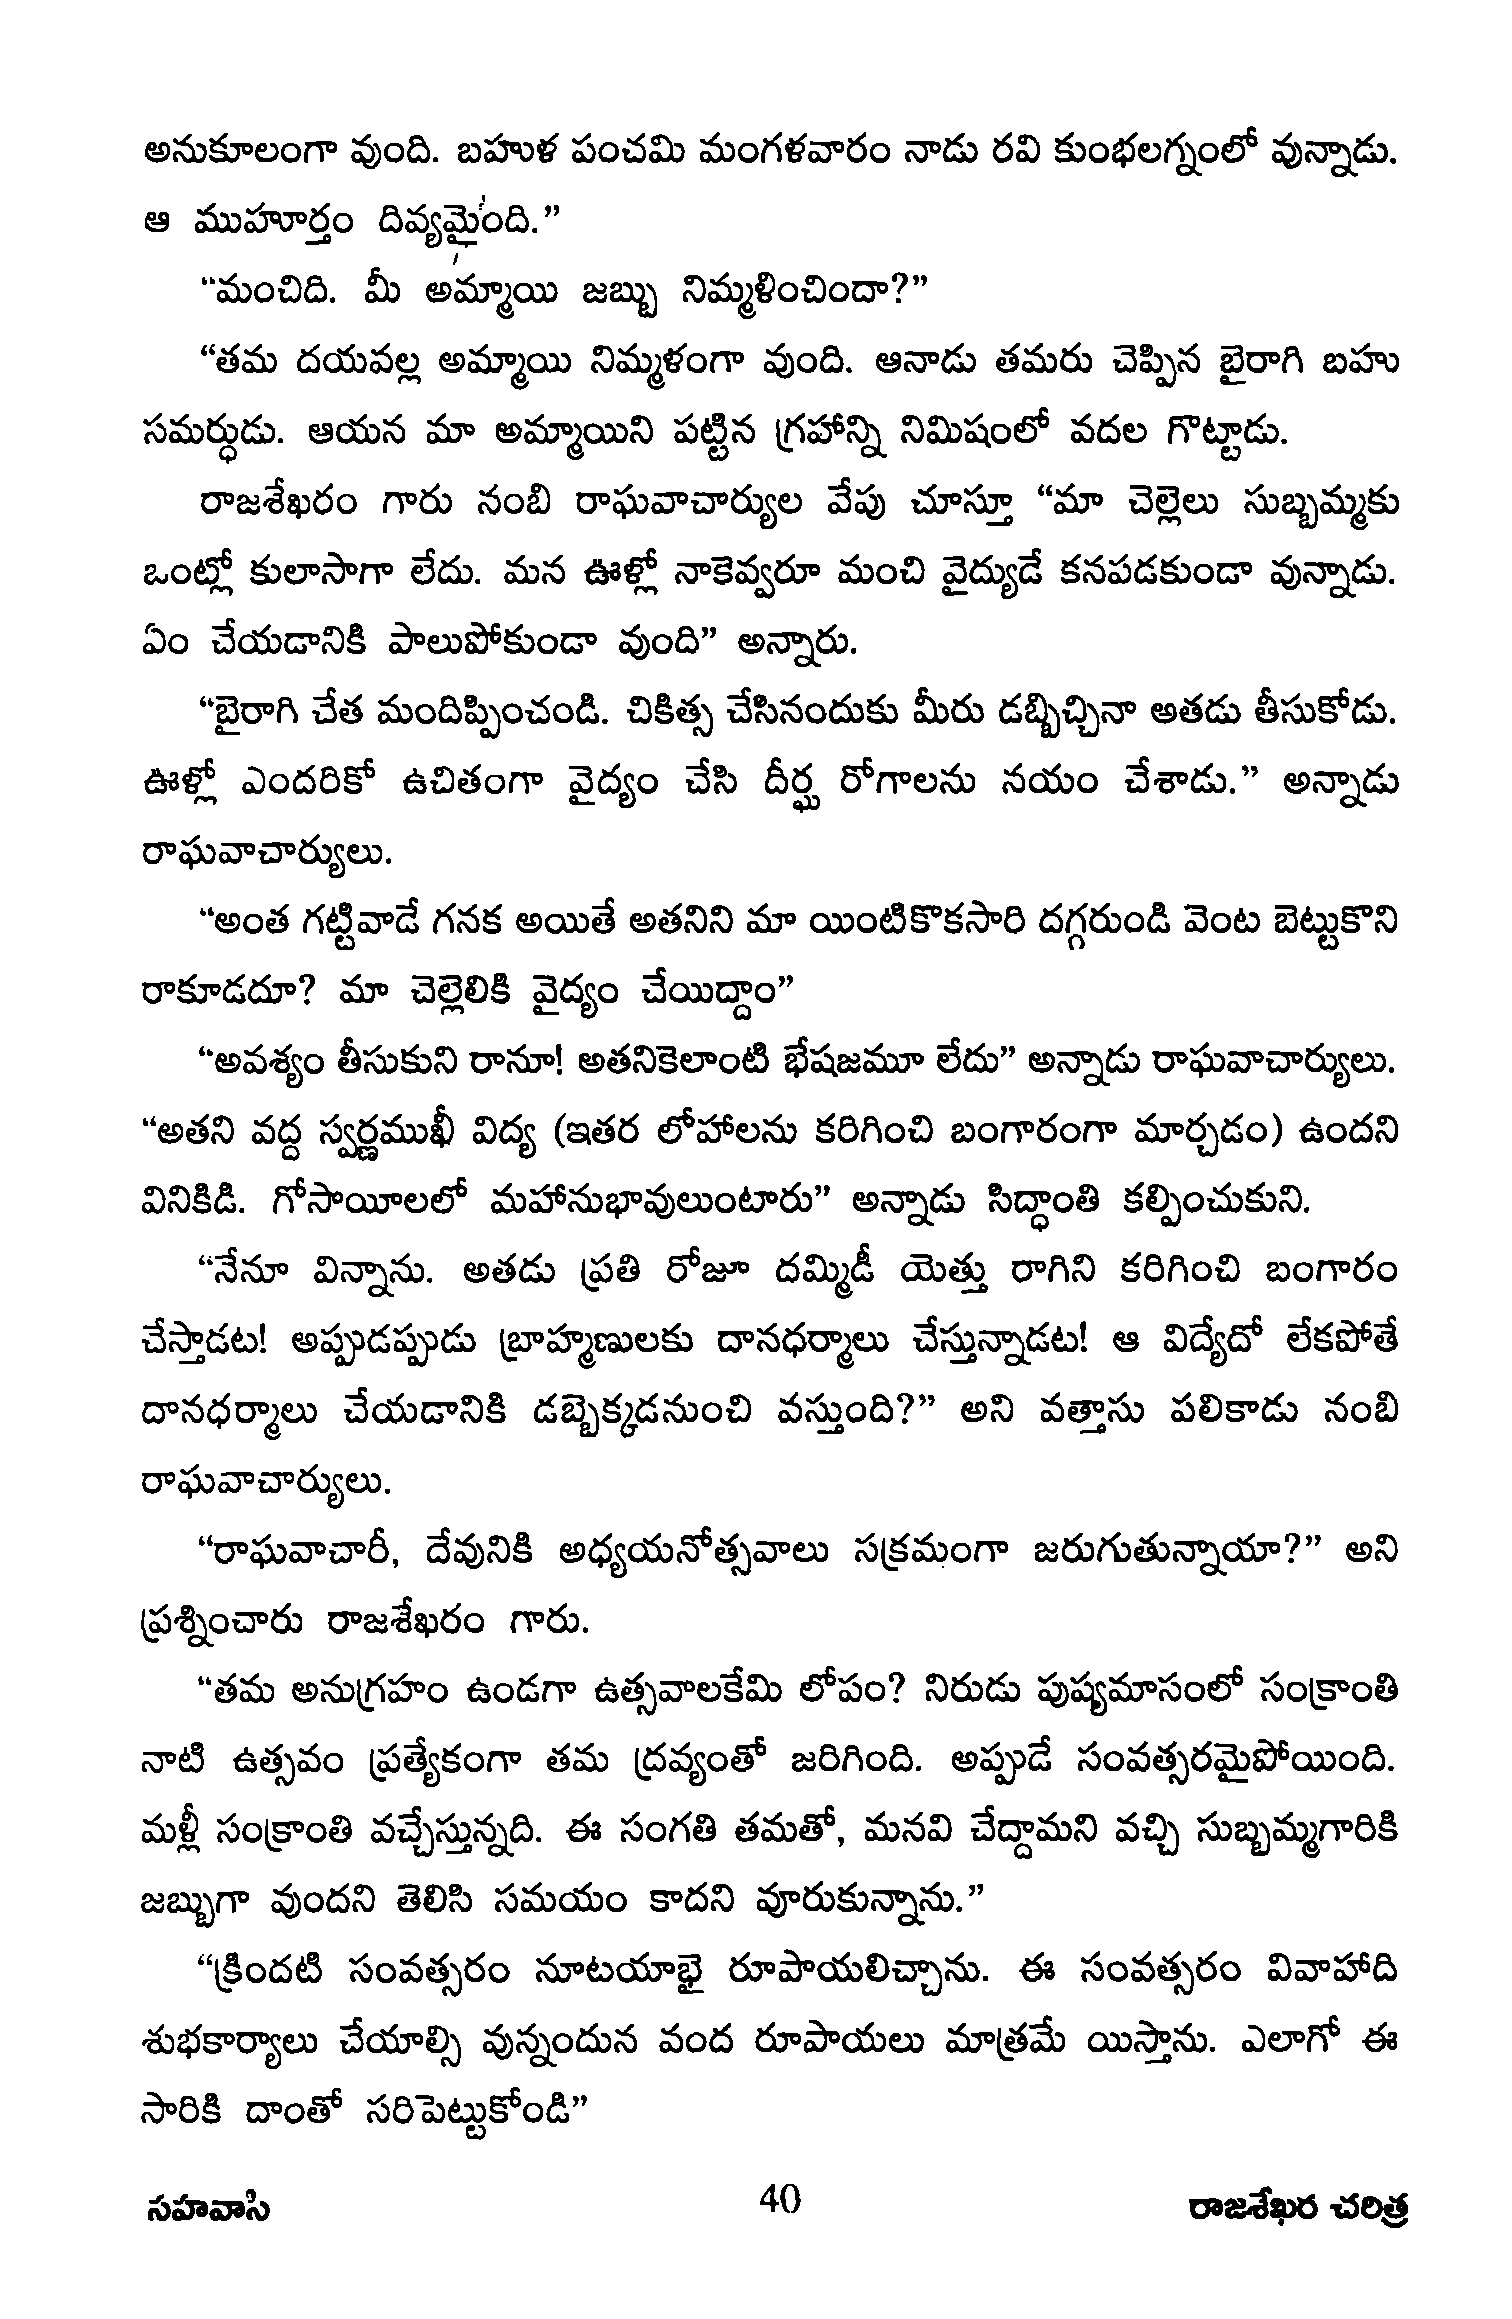 అనుకూలంగా వుంది. బహుళ పంచమి మంగళవారం నాడు రవి కుంభలగ్నంలో వున్నాడు.
ఆ ముహూర్తం దివ్యమైంది.”
“మంచిది. మీ అమ్మాయి జబ్బు నిమ్మళించిందా?”
“తమ దయవల్ల అమ్మాయి నిమ్మళంగా వుంది. ఆనాడు తమరు చెప్పిన బైరాగి బహు
సమర్ధుడు. ఆయన మా అమ్మాయిని పట్టిన గ్రహాన్ని నిమిషంలో వదల గొట్టాడు.
రాజశేఖరం గారు నంబి రాఘవాచార్యుల వేపు చూస్తూ “మా చెల్లెలు సుబ్బమ్మకు
ఒంట్లో కులాసాగా లేదు. మన ఊళ్లో నాకెవ్వరూ మంచి వైద్యుడే కనపడకుండా వున్నాడు.
ఏం చేయడానికి పాలుపోకుండా వుంది” అన్నారు.
“బైరాగి చేత మందిప్పించండి. చికిత్స చేసినందుకు మీరు డబ్బిచ్చినా అతడు తీసుకోడు.
ఊళ్లో ఎందరికో ఉచితంగా వైద్యం చేసి దీర్ఘ రోగాలను నయం చేశాడు.” అన్నాడు
రాఘవాచార్యులు.
“అంత గట్టివాడే గనక అయితే అతనిని మా యింటికొకసారి దగ్గరుండి వెంట బెట్టుకొని
రాకూడదూ? మా చెల్లెలికి వైద్యం చేయిద్దాం”
“అవశ్యం తీసుకుని రానూ! అతనికెలాంటి భేషజమూ లేదు” అన్నాడు రాఘవాచార్యులు.
“అతని వద్ద స్వర్ణముఖీ విద్య (ఇతర లోహాలను కరిగించి బంగారంగా మార్చడం) ఉందని
వినికిడి. గోసాయీలలో మహానుభావులుంటారు” అన్నాడు సిద్ధాంతి కల్పించుకుని.
“నేనూ విన్నాను. అతడు ప్రతి రోజూ దమ్మిడీ యెత్తు రాగిని కరిగించి బంగారం
చేస్తాడట! అప్పుడప్పుడు బ్రాహ్మణులకు దానధర్మాలు చేస్తున్నాడట! ఆ విద్యేదో లేకపోతే
దానధర్మాలు చేయడానికి డబ్బెక్కడనుంచి వస్తుంది?” అని వత్తాసు పలికాడు నంబి
రాఘవాచార్యులు.
“రాఘవాచారీ, దేవునికి అధ్యయనోత్సవాలు సక్రమంగా జరుగుతున్నాయా?” అని
ప్రశ్నించారు రాజశేఖరం గారు.
“తమ అనుగ్రహం ఉండగా ఉత్సవాలకేమి లోపం? నిరుడు పుష్యమాసంలో సంక్రాంతి
నాటి ఉత్సవం ప్రత్యేకంగా తమ ద్రవ్యంతో జరిగింది. అప్పుడే సంవత్సరమైపోయింది.
మళ్లీ సంక్రాంతి వచ్చేస్తున్నది. ఈ సంగతి తమతో, మనవి చేద్దామని వచ్చి సుబ్బమ్మగారికి
జబ్బుగా వుందని తెలిసి సమయం కాదని వూరుకున్నాను.”
“క్రిందటి సంవత్సరం నూటయాభై రూపాయలిచ్చాను. ఈ సంవత్సరం వివాహాది
శుభకార్యాలు చేయాల్సి వున్నందున వంద రూపాయలు మాత్రమే యిస్తాను. ఎలాగో ఈ
సారికి దాంతో సరిపెట్టుకోండి”
సహవాసి 40 రాజశేఖర చరిత్ర